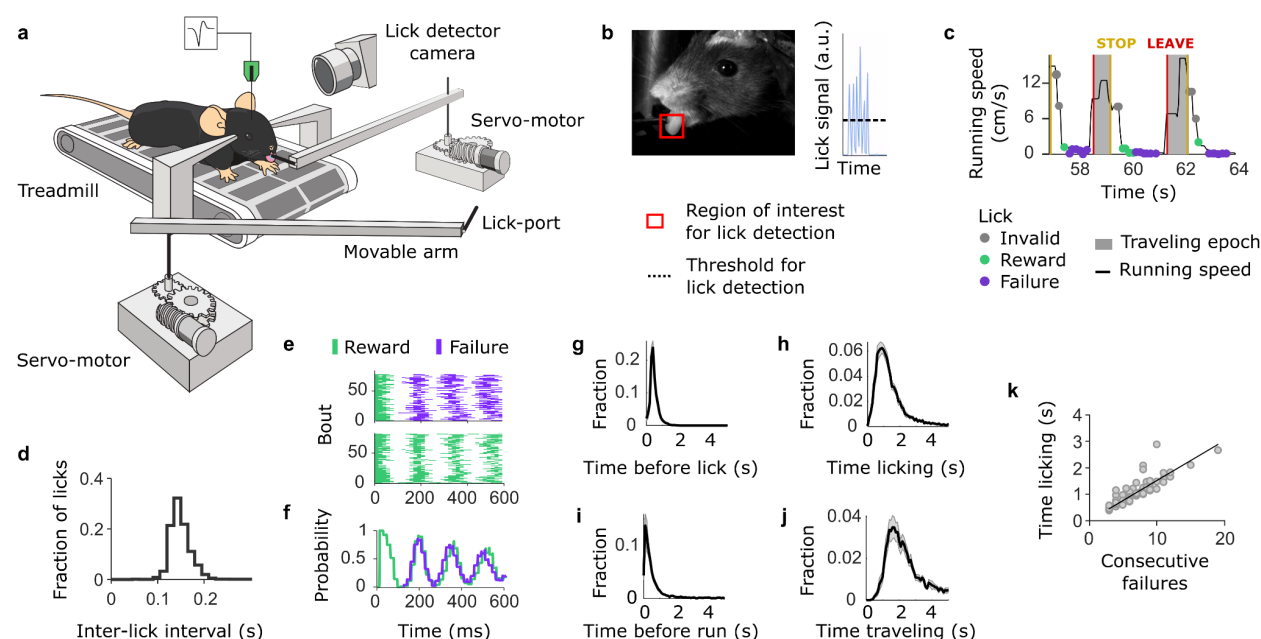 a
Lick detector
camera
Servo-motor
Treadmill
Lick-port
Movable arm
Servo-motor
b
Lick signal (a.u.)
Time
Region of interest
for lick detection
Threshold for
lick detection
c
STOP LEAVE
Running speed
(cm/s)
12
6
0
58 60 62 64
Time (s)
Lick
Invalid
Reward
Failure
Traveling epoch
Running speed
d
Fraction of licks
0.4
0.2
0
0 0.1 0.2
Inter-lick interval (s)
e
Reward Failure
Bout
50
0
50
0
0 200 400 600
f
Probability
1
0.5
0
0 200 400 600
Time (ms)
g
Fraction
0.2
0.1
0
0 2 4
Time before lick (s)
h
Fraction
0.06
0.04
0.02
0
0 2 4
Time licking (s)
i
Fraction
0.1
0
0 2 4
Time before run (s)
j
Fraction
0.04
0.02
0
0 2 4
Time traveling (s)
k
Time licking (s)
4
3
2
1
0
0 10 20
Consecutive
failures